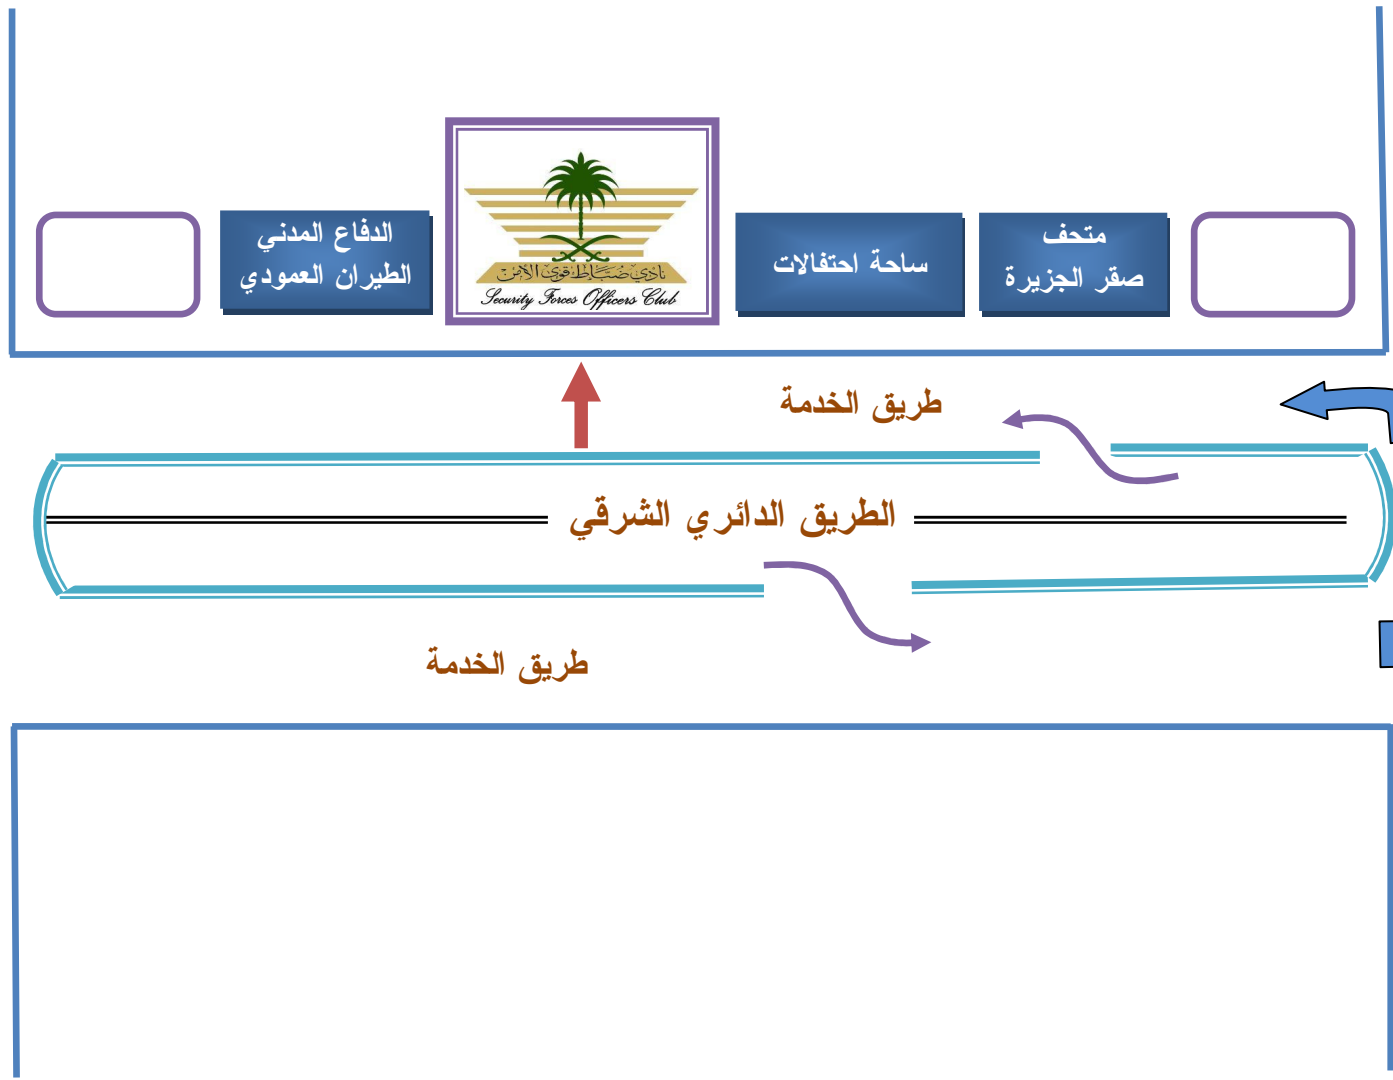 متحف
صقر الجزيرة
ساحة احتفالات
نادي ضباط قوى الأمن
Security Forces Officers Club
الدفاع المدني
الطيران العمودي
طريق الخدمة
الطريق الدائري الشرقي
طريق الخدمة